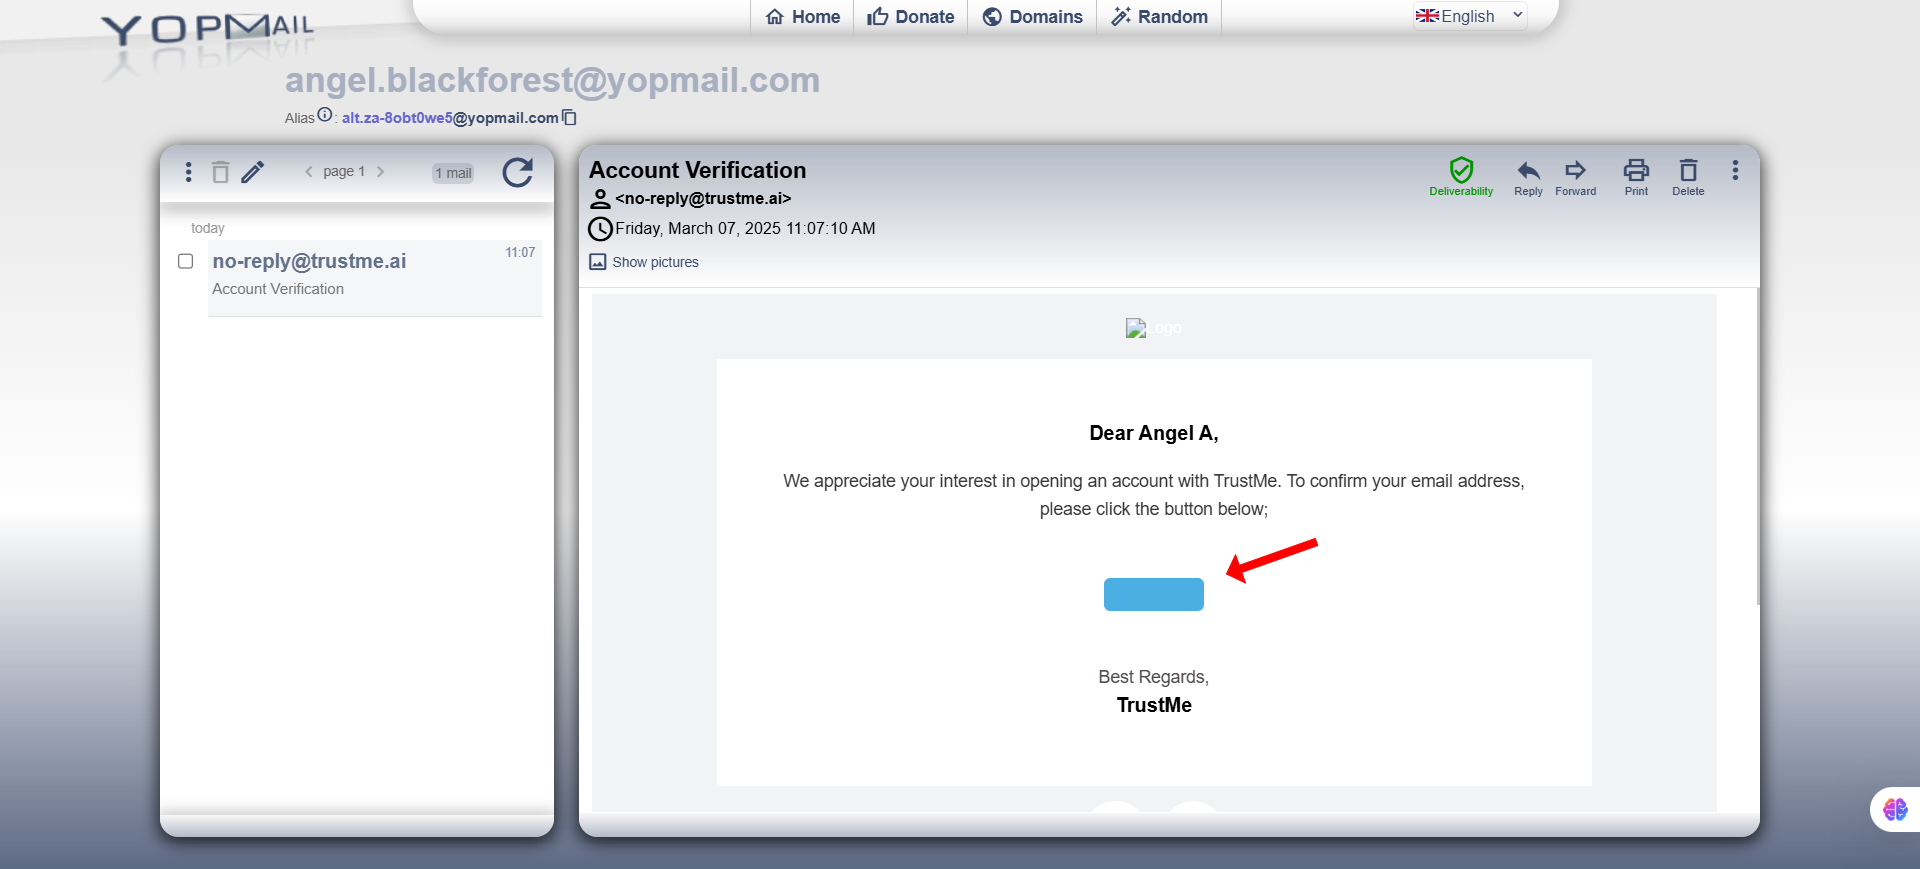 YOPMAIL
Home
Donate
Domains
Random
English
angel.blackforest@yopmail.com
Alias : alt.za-8obt0we5@yopmail.com
page 1
1 mail
today
no-reply@trustme.ai
11:07
Account Verification
Account Verification
<no-reply@trustme.ai>
Friday, March 07, 2025 11:07:10 AM
Show pictures
Deliverability
Reply
Forward
Print
Delete
Logo
Dear Angel A,
We appreciate your interest in opening an account with TrustMe. To confirm your email address,
please click the button below;
Best Regards,
TrustMe